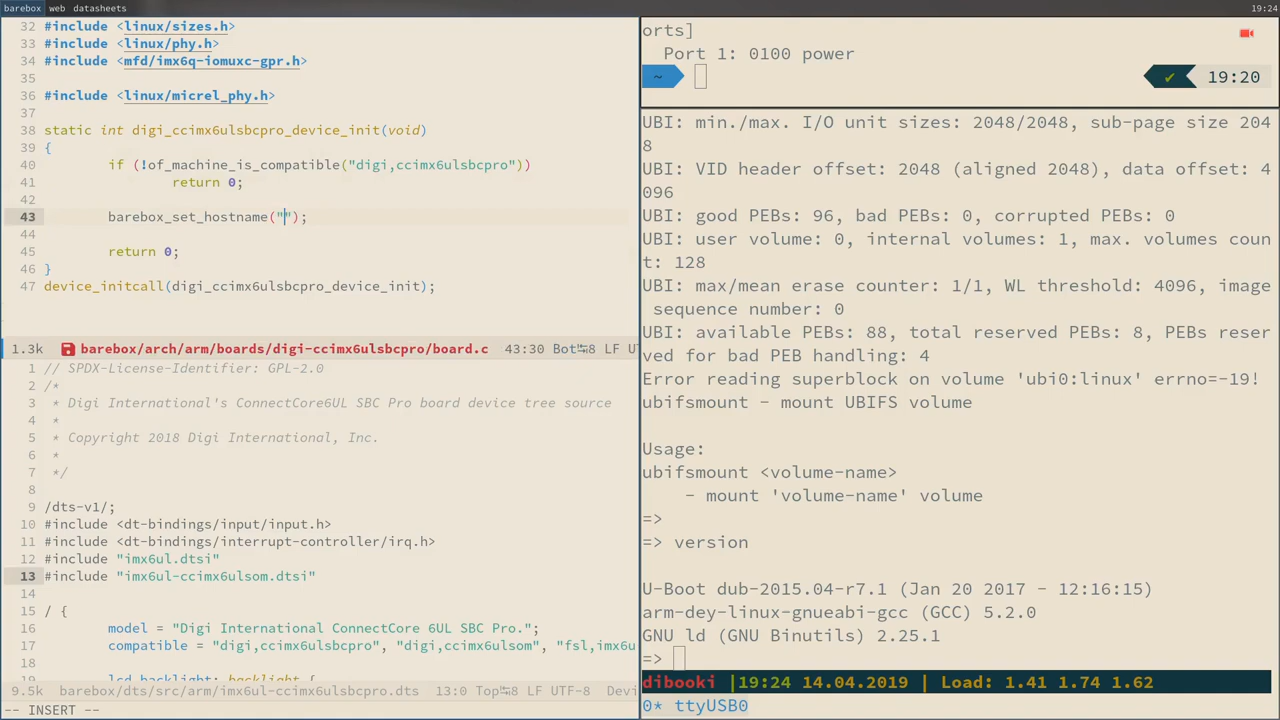 barebox web datasheets 19:24
32 #include <linux/sizes.h>
33 #include <linux/phy.h>
34 #include <mfd/imx6q-iomuxc-gpr.h>
35
36 #include <linux/micrel_phy.h>
37
38 static int digi_ccimx6ulsbcpro_device_init(void)
39 {
40 if (!of_machine_is_compatible("digi,ccimx6ulsbcpro"))
41 return 0;
42
43 barebox_set_hostname("");
44
45 return 0;
46 }
47 device_initcall(digi_ccimx6ulsbcpro_device_init);
1.3k barebox/arch/arm/boards/digi-ccimx6ulsbcpro/board.c 43:30 Bot↹8 LF U
1 // SPDX-License-Identifier: GPL-2.0
2 /*
3 * Digi International's ConnectCore6UL SBC Pro board device tree source
4 *
5 * Copyright 2018 Digi International, Inc.
6 *
7 */
8
9 /dts-v1/;
10 #include <dt-bindings/input/input.h>
11 #include <dt-bindings/interrupt-controller/irq.h>
12 #include "imx6ul.dtsi"
13 #include "imx6ul-ccimx6ulsom.dtsi"
14
15 / {
16 model = "Digi International ConnectCore 6UL SBC Pro.";
17 compatible = "digi,ccimx6ulsbcpro", "digi,ccimx6ulsom", "fsl,imx6u
18
19 lcd_backlight: backlight {
9.5k barebox/dts/src/arm/imx6ul-ccimx6ulsbcpro.dts 13:0 Top↹8 LF UTF-8 Devi
-- INSERT --
orts]
Port 1: 0100 power
~ ✔ 19:20
UBI: min./max. I/O unit sizes: 2048/2048, sub-page size 204
8
UBI: VID header offset: 2048 (aligned 2048), data offset: 4
096
UBI: good PEBs: 96, bad PEBs: 0, corrupted PEBs: 0
UBI: user volume: 0, internal volumes: 1, max. volumes coun
t: 128
UBI: max/mean erase counter: 1/1, WL threshold: 4096, image
sequence number: 0
UBI: available PEBs: 88, total reserved PEBs: 8, PEBs reser
ved for bad PEB handling: 4
Error reading superblock on volume 'ubi0:linux' errno=-19!
ubifsmount - mount UBIFS volume
Usage:
ubifsmount <volume-name>
- mount 'volume-name' volume
=>
=> version
U-Boot dub-2015.04-r7.1 (Jan 20 2017 - 12:16:15)
arm-dey-linux-gnueabi-gcc (GCC) 5.2.0
GNU ld (GNU Binutils) 2.25.1
=>
dibooki |19:24 14.04.2019 | Load: 1.41 1.74 1.62
0* ttyUSB0